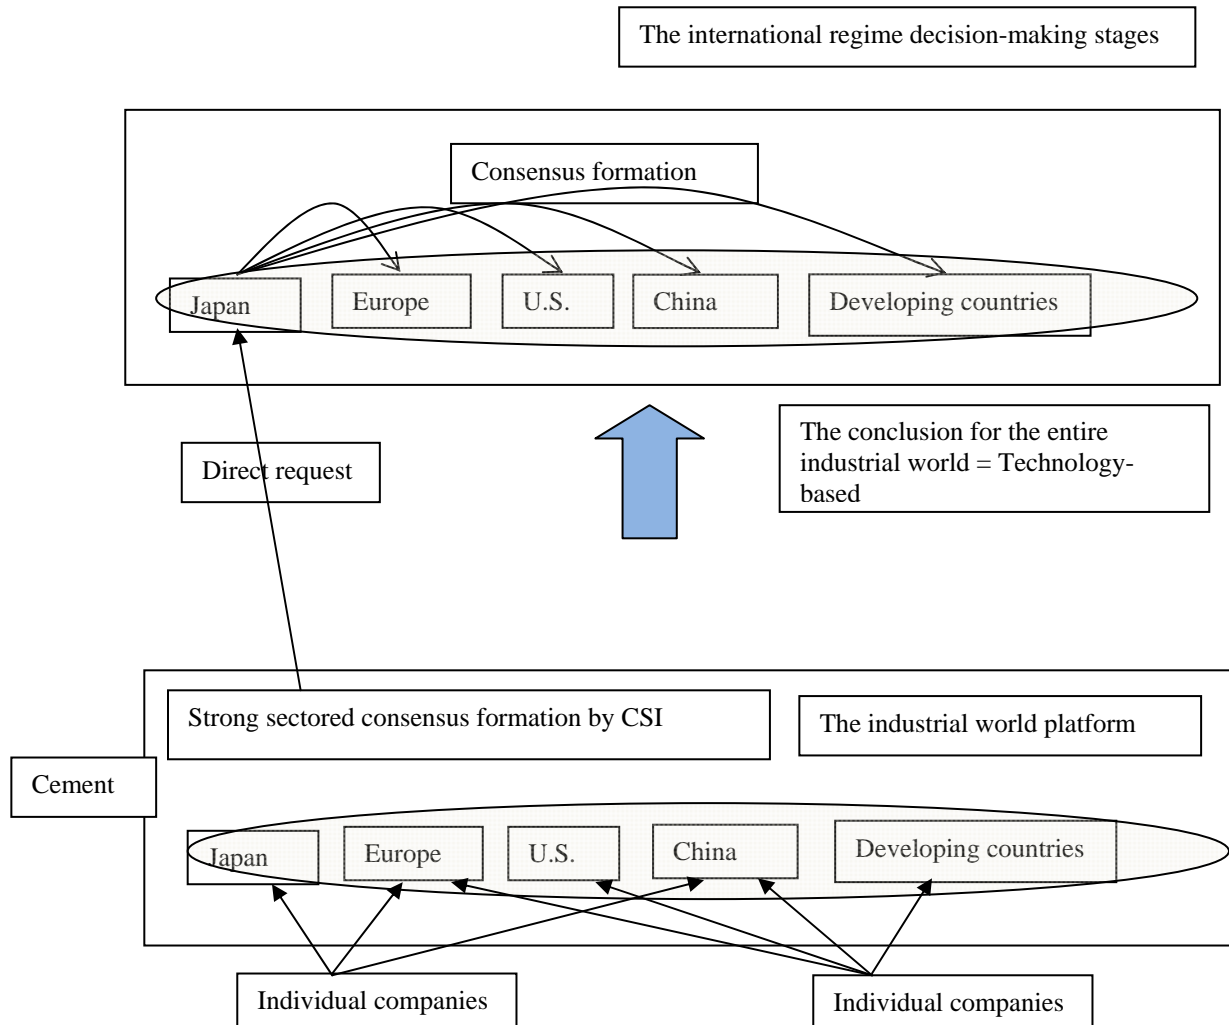 The international regime decision-making stages
Consensus formation
Japan
Europe
U.S.
China
Developing countries
The conclusion for the entire
industrial world = Technology-
based
Direct request
Strong sectored consensus formation by CSI
The industrial world platform
Cement
Japan
Europe
U.S.
China
Developing countries
Individual companies
Individual companies